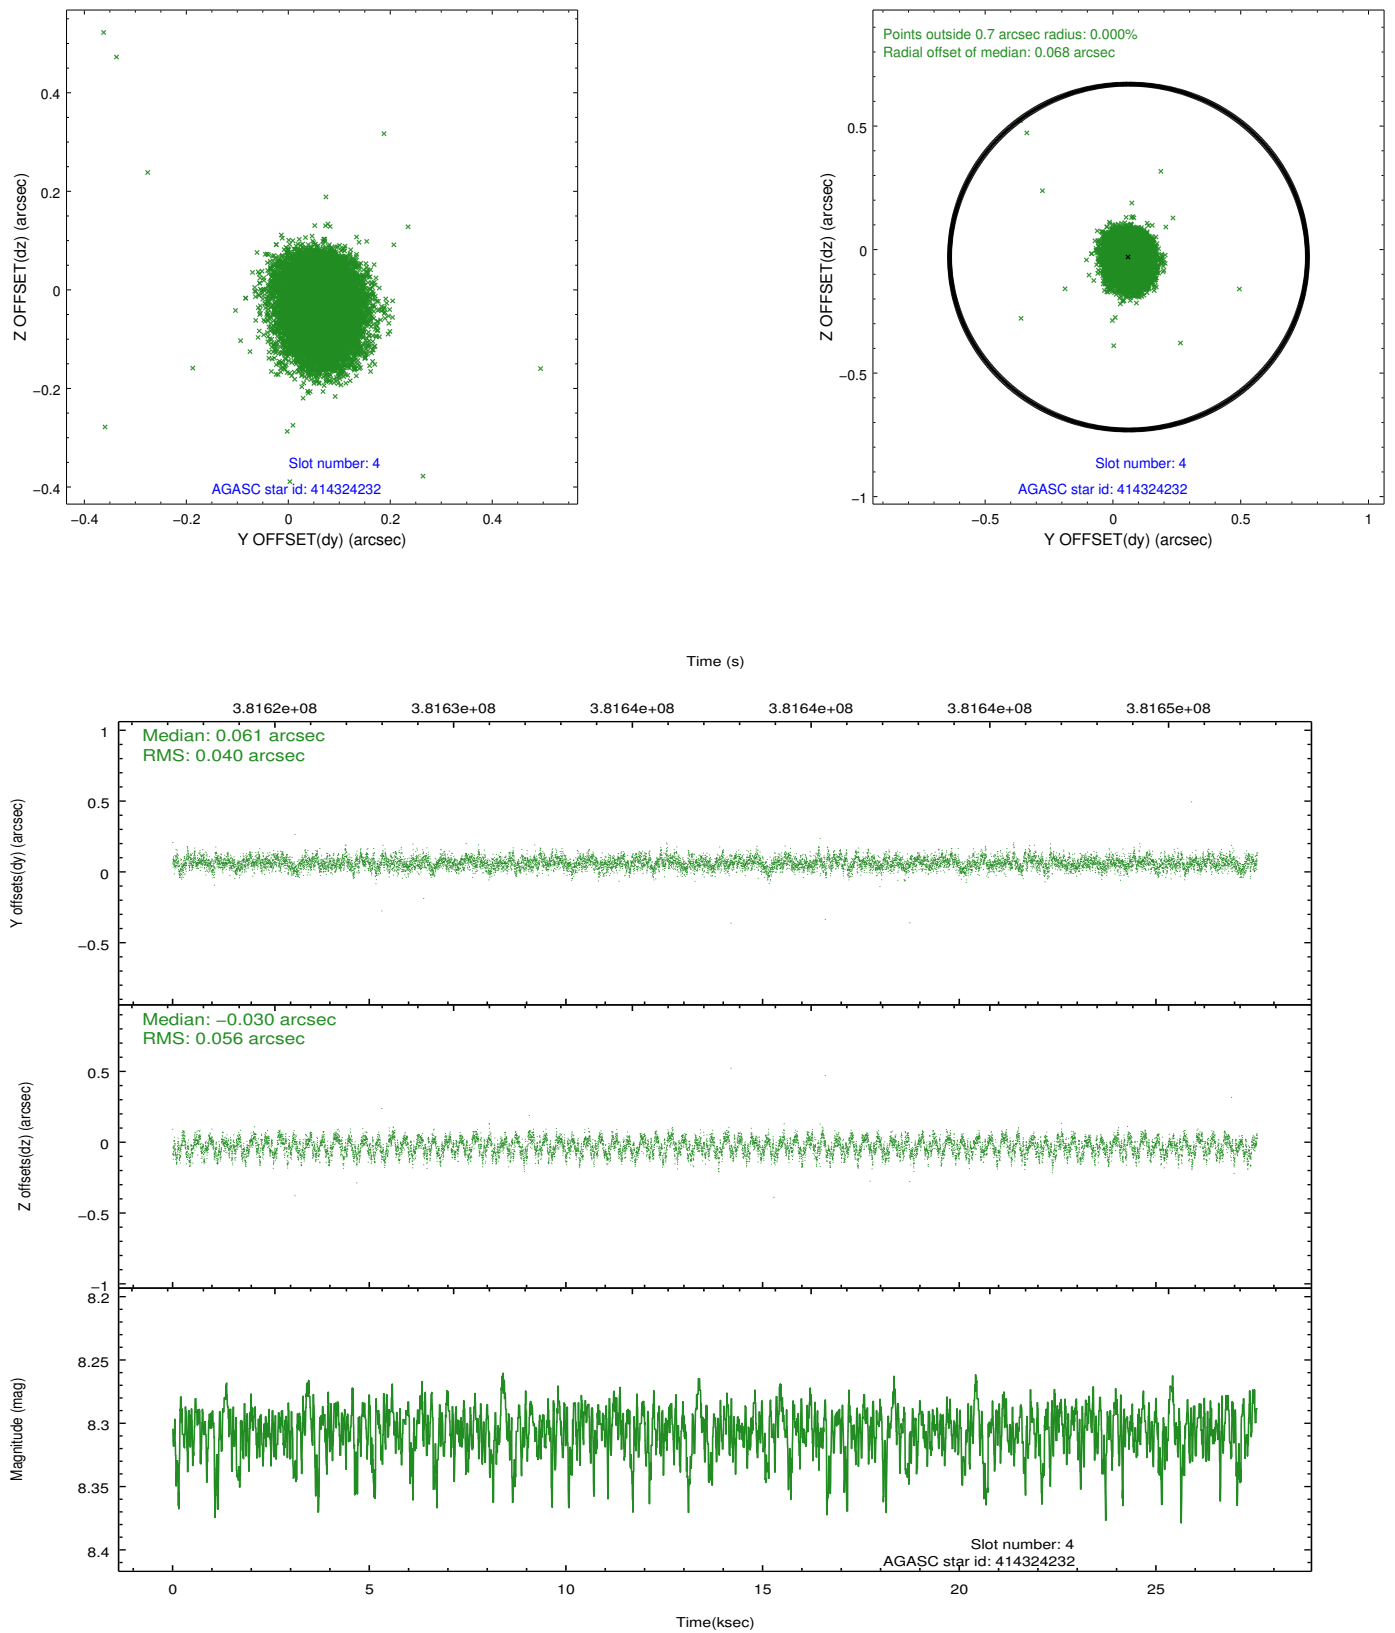 0.4
0.2
0
−0.2
−0.4
Z OFFSET(dz) (arcsec)
Slot number: 4
AGASC star id: 414324232
−0.4
−0.2
0
0.2
0.4
Y OFFSET(dy) (arcsec)
Points outside 0.7 arcsec radius: 0.000%
Radial offset of median: 0.068 arcsec
0.5
0
−0.5
−1
Z OFFSET(dz) (arcsec)
Slot number: 4
AGASC star id: 414324232
−0.5
0
0.5
1
Y OFFSET(dy) (arcsec)
Time (s)
3.8162e+08
3.8163e+08
3.8164e+08
3.8164e+08
3.8164e+08
3.8165e+08
Median: 0.061 arcsec
RMS: 0.040 arcsec
1
0.5
0
−0.5
Y offsets(dy) (arcsec)
Median: −0.030 arcsec
RMS: 0.056 arcsec
0.5
0
−0.5
−1
Z offsets(dz) (arcsec)
8.2
8.25
8.3
8.35
8.4
Magnitude (mag)
Slot number: 4
AGASC star id: 414324232
0
5
10
15
20
25
Time(ksec)